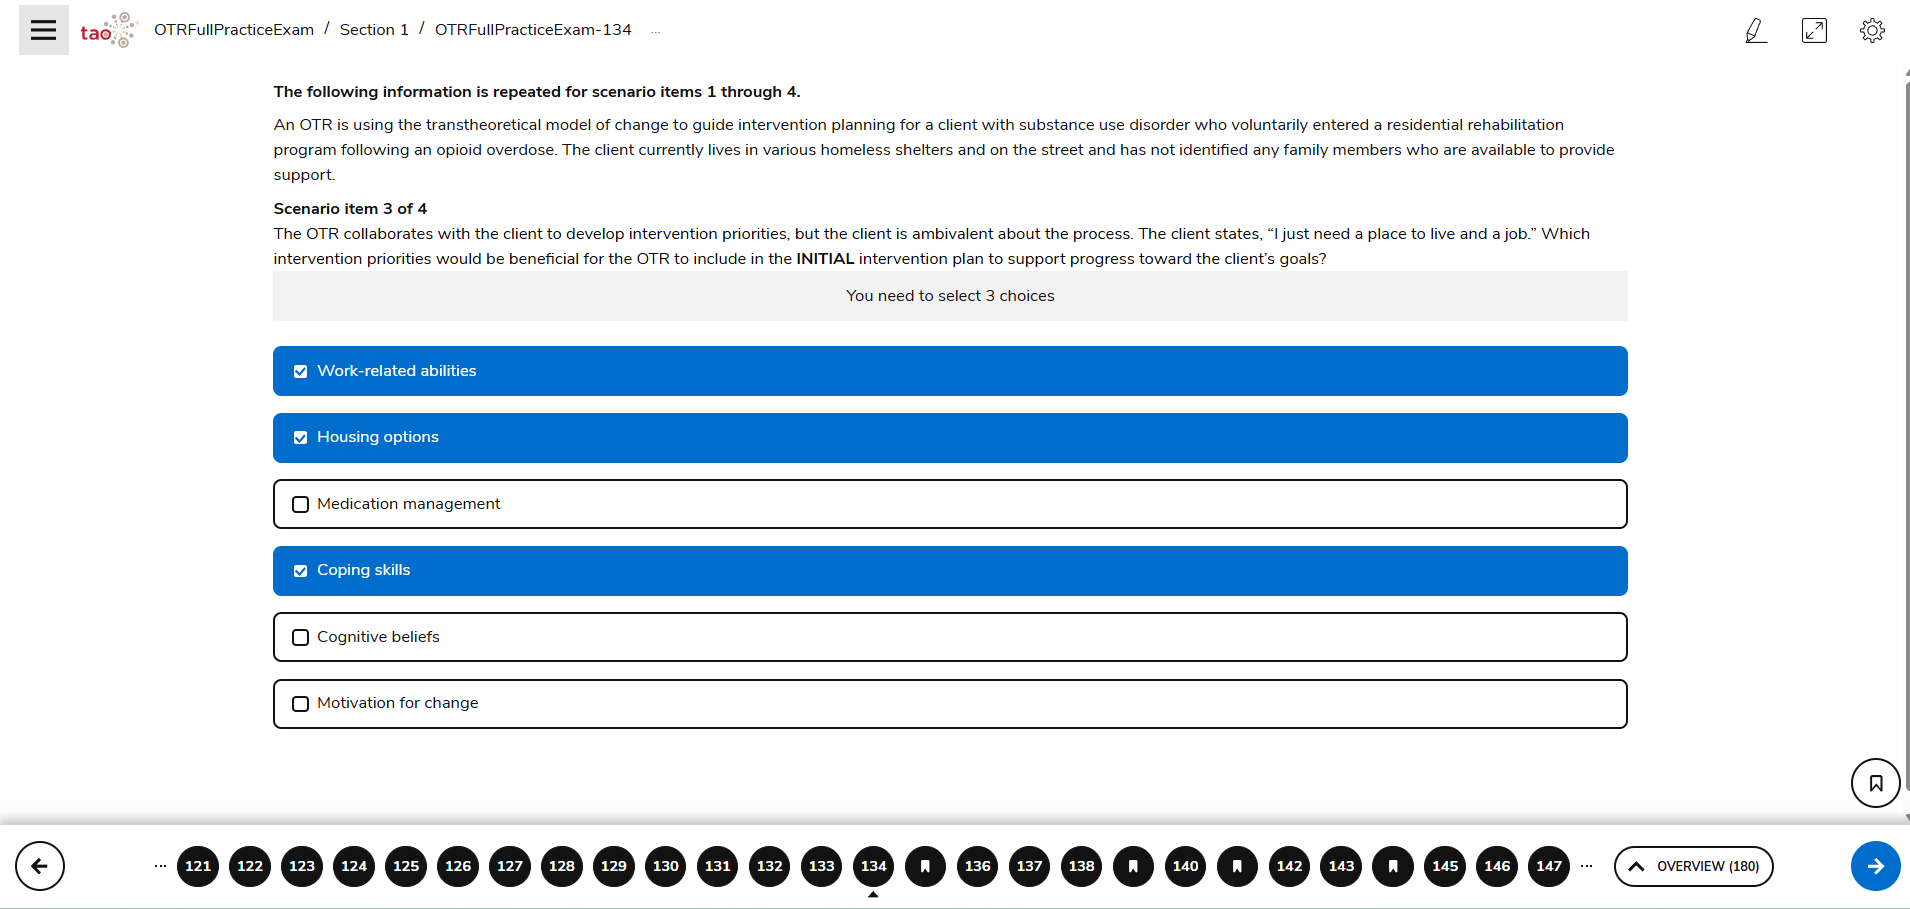 tao
OTRFullPracticeExam / Section 1 / OTRFullPracticeExam-134 ...
The following information is repeated for scenario items 1 through 4.
An OTR is using the transtheoretical model of change to guide intervention planning for a client with substance use disorder who voluntarily entered a residential rehabilitation
program following an opioid overdose. The client currently lives in various homeless shelters and on the street and has not identified any family members who are available to provide
support.
Scenario item 3 of 4
The OTR collaborates with the client to develop intervention priorities, but the client is ambivalent about the process. The client states, “I just need a place to live and a job.” Which
intervention priorities would be beneficial for the OTR to include in the INITIAL intervention plan to support progress toward the client’s goals?
You need to select 3 choices
Work-related abilities
Housing options
Medication management
Coping skills
Cognitive beliefs
Motivation for change
... 121 122 123 124 125 126 127 128 129 130 131 132 133 134 136 137 138 140 142 143 145 146 147 ... OVERVIEW (180)